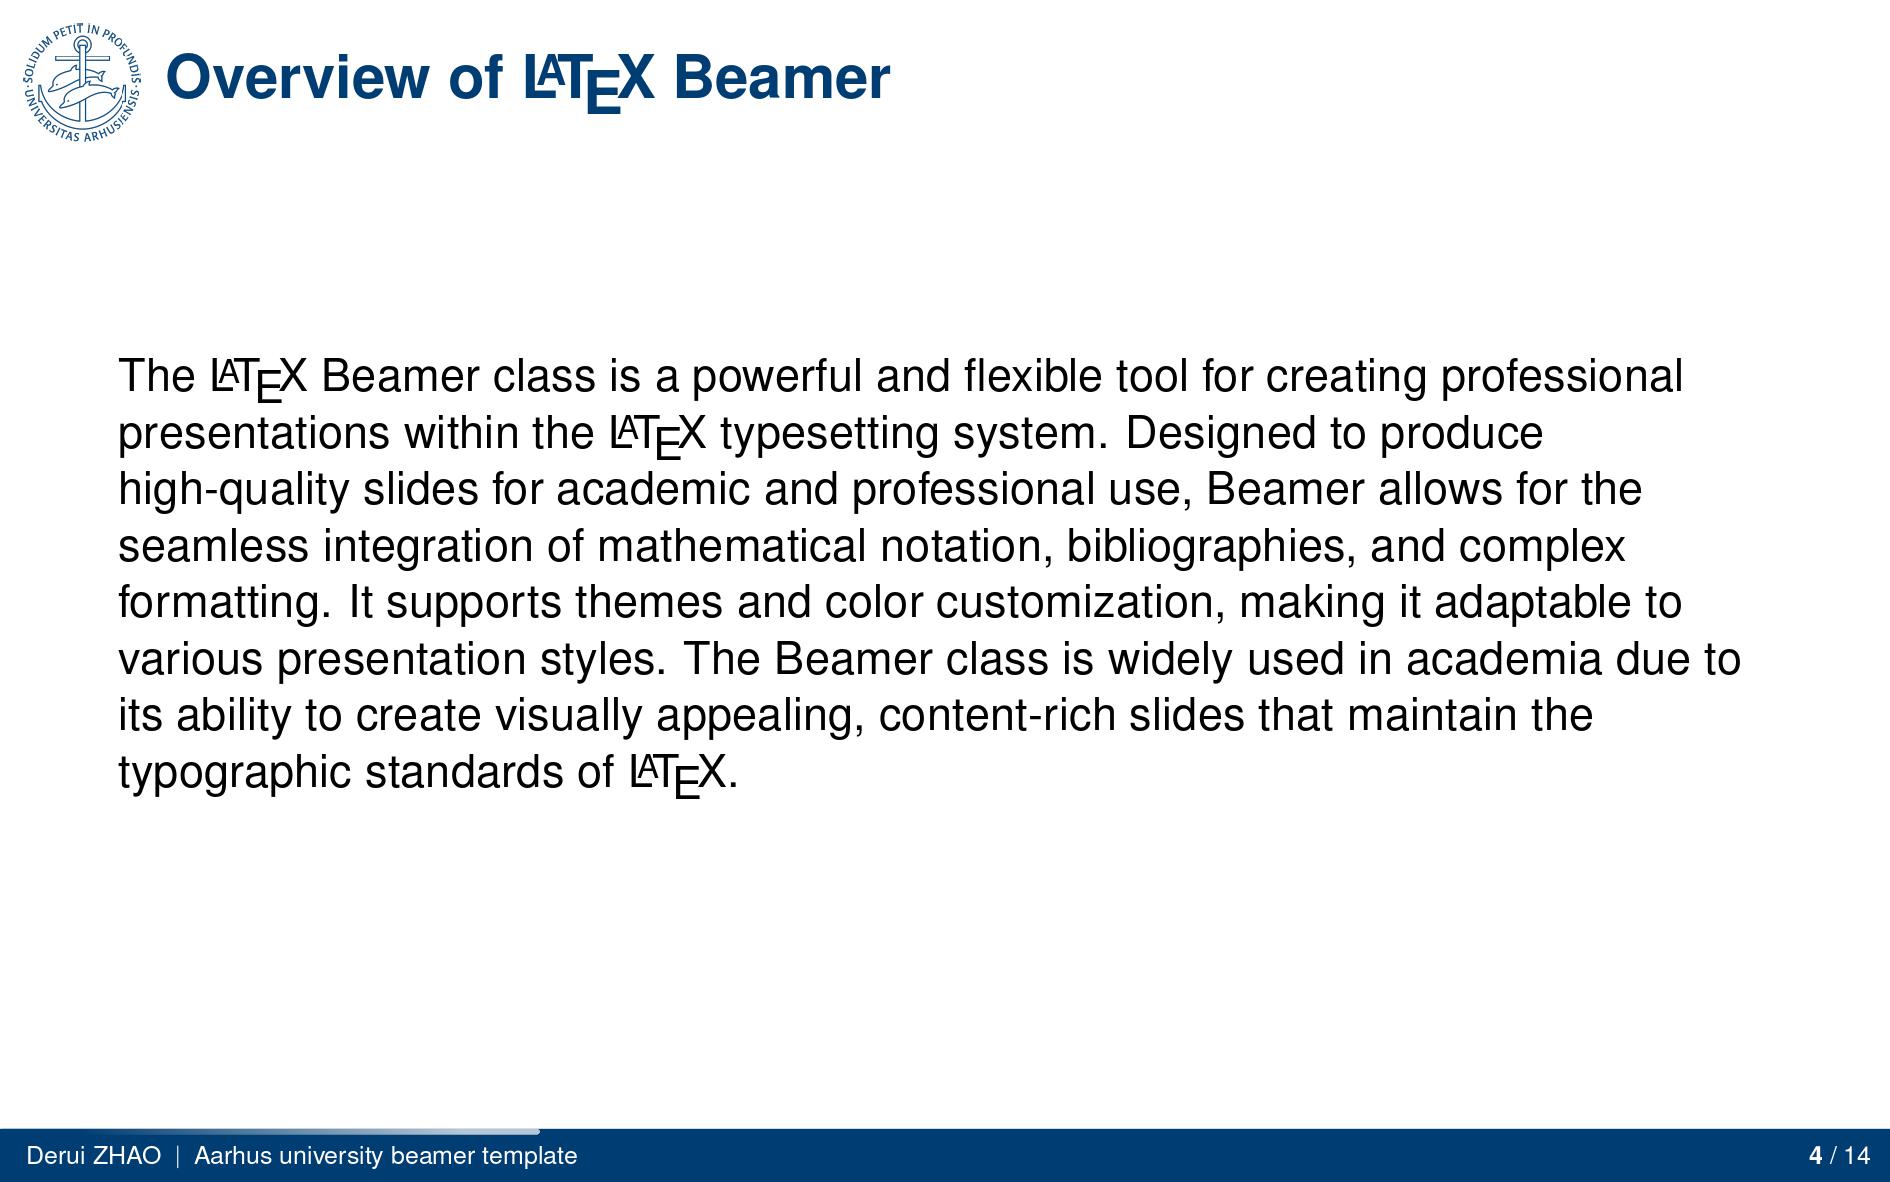 SOLIDUM PETIT IN PROFUNDIS
· UNIVERSITAS ARHUSIENSIS ·
Overview of LATEX Beamer
The LATEX Beamer class is a powerful and flexible tool for creating professional
presentations within the LATEX typesetting system. Designed to produce
high-quality slides for academic and professional use, Beamer allows for the
seamless integration of mathematical notation, bibliographies, and complex
formatting. It supports themes and color customization, making it adaptable to
various presentation styles. The Beamer class is widely used in academia due to
its ability to create visually appealing, content-rich slides that maintain the
typographic standards of LATEX.
Derui ZHAO | Aarhus university beamer template
4 / 14